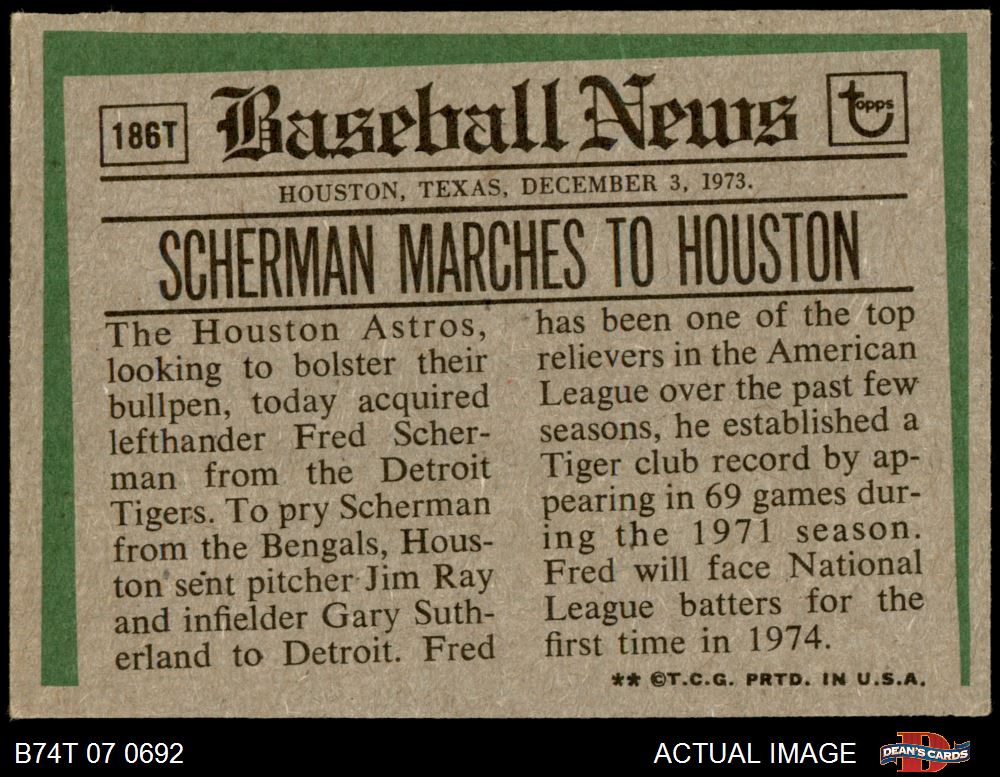 186T
Baseball News
topps
HOUSTON, TEXAS, DECEMBER 3, 1973.
SCHERMAN MARCHES TO HOUSTON
The Houston Astros,
looking to bolster their
bullpen, today acquired
lefthander Fred Scher-
man from the Detroit
Tigers. To pry Scherman
from the Bengals, Hous-
ton sent pitcher Jim Ray
and infielder Gary Suth-
erland to Detroit. Fred
has been one of the top
relievers in the American
League over the past few
seasons, he established a
Tiger club record by ap-
pearing in 69 games dur-
ing the 1971 season.
Fred will face National
League batters for the
first time in 1974.
** ©T.C.G. PRTD. IN U.S.A.
B74T 07 0692
ACTUAL IMAGE
DEAN'S CARDS